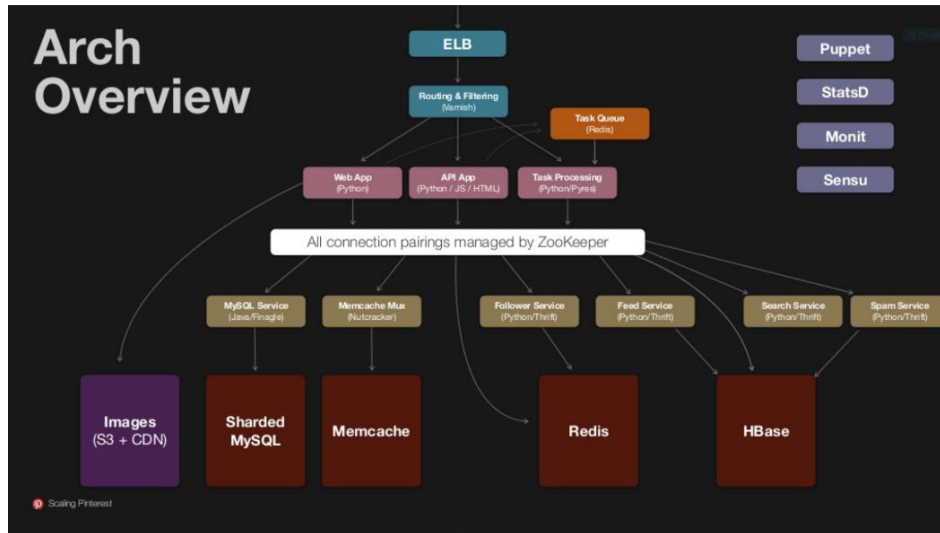 Arch
Overview
ELB
Routing & Filtering
(Varnish)
Task Queue
(Redis)
Puppet
StatsD
Monit
Sensu
Web App
(Python)
API App
(Python / JS / HTML)
Task Processing
(Python/Pyres)
All connection pairings managed by ZooKeeper
MySQL Service
(Java/Finagle)
Memcache Mux
(Nutcracker)
Follower Service
(Python/Thrift)
Feed Service
(Python/Thrift)
Search Service
(Python/Thrift)
Spam Service
(Python/Thrift)
Images
(S3 + CDN)
Sharded
MySQL
Memcache
Redis
HBase
Scaling Pinterest